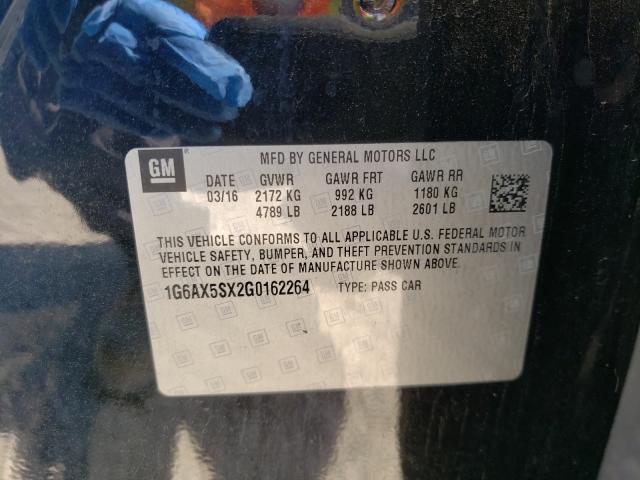 GM
MFD BY GENERAL MOTORS LLC
DATE GVWR GAWR FRT GAWR RR
03/16 2172 KG 992 KG 1180 KG
4789 LB 2188 LB 2601 LB
THIS VEHICLE CONFORMS TO ALL APPLICABLE U.S. FEDERAL MOTOR
VEHICLE SAFETY, BUMPER, AND THEFT PREVENTION STANDARDS IN
EFFECT ON THE DATE OF MANUFACTURE SHOWN ABOVE.
1G6AX5SX2G0162264 TYPE: PASS CAR